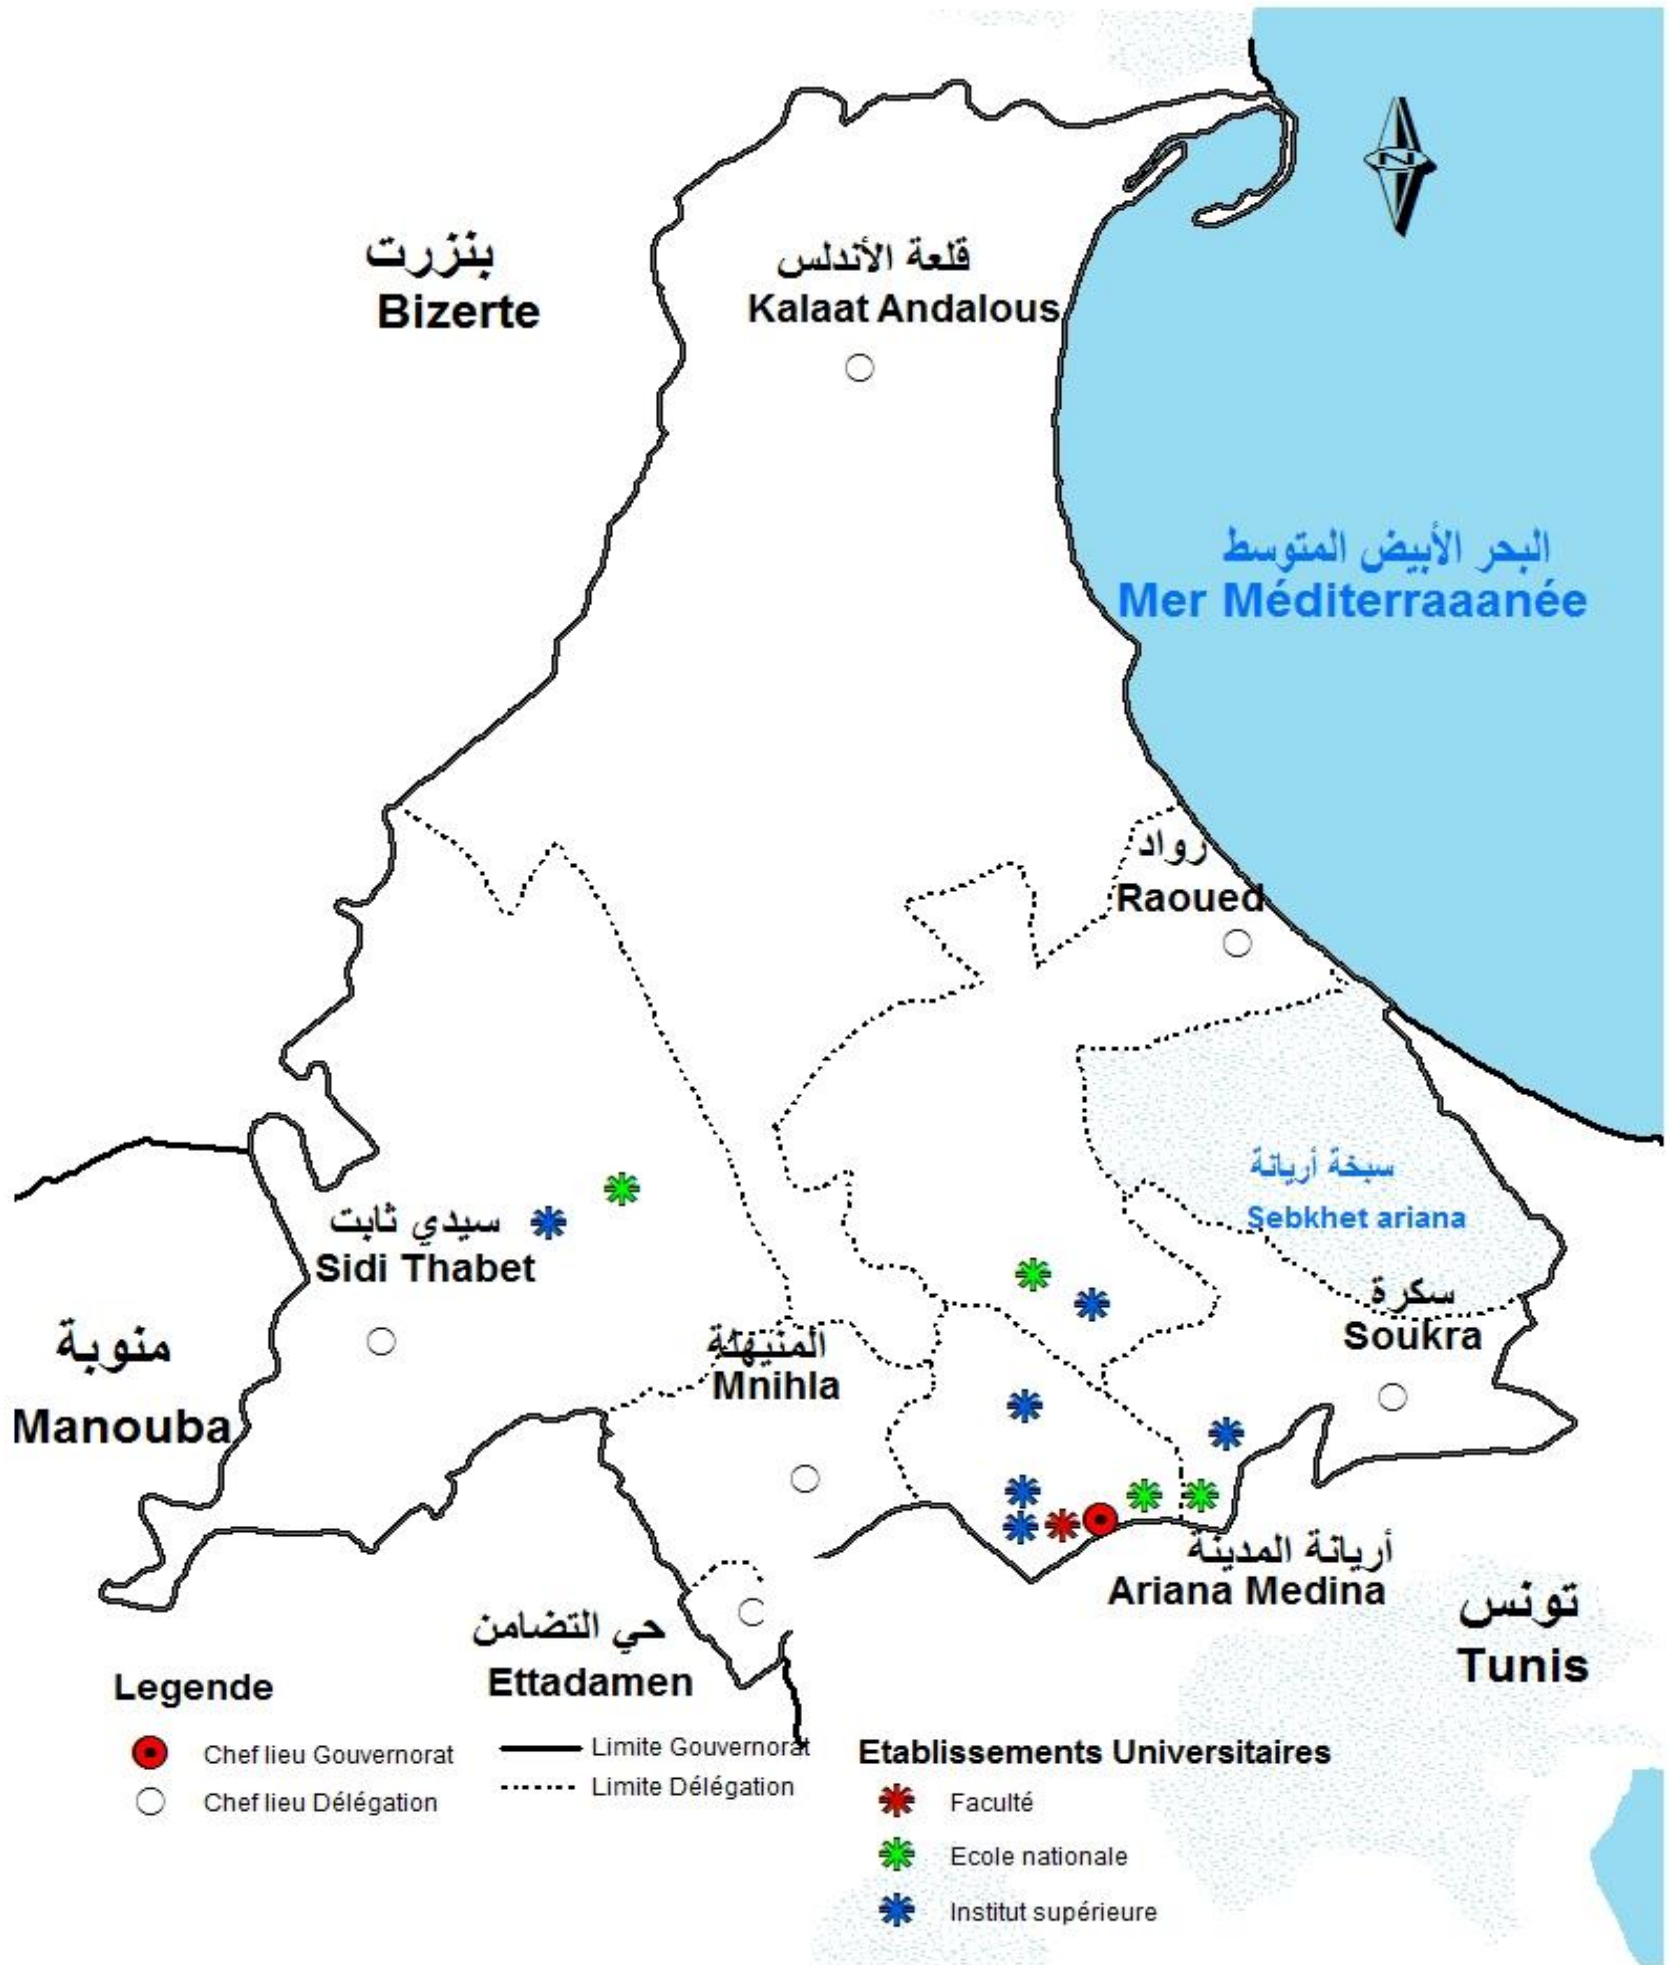 N
بنزرت
Bizerte
قلعة الأندلس
Kalaat Andalous
البحر الأبيض المتوسط
Mer Méditerraaanée
رواد
Raoued
سبخة أريانة
Sebkhet ariana
سيدي ثابت
Sidi Thabet
سكرة
Soukra
منوبة
Manouba
المنيهلة
Mnihla
أريانة المدينة
Ariana Medina
تونس
Tunis
حي التضامن
Ettadamen
Legende
Chef lieu Gouvernorat
Chef lieu Délégation
Limite Gouvernorat
Limite Délégation
Etablissements Universitaires
Faculté
Ecole nationale
Institut supérieure